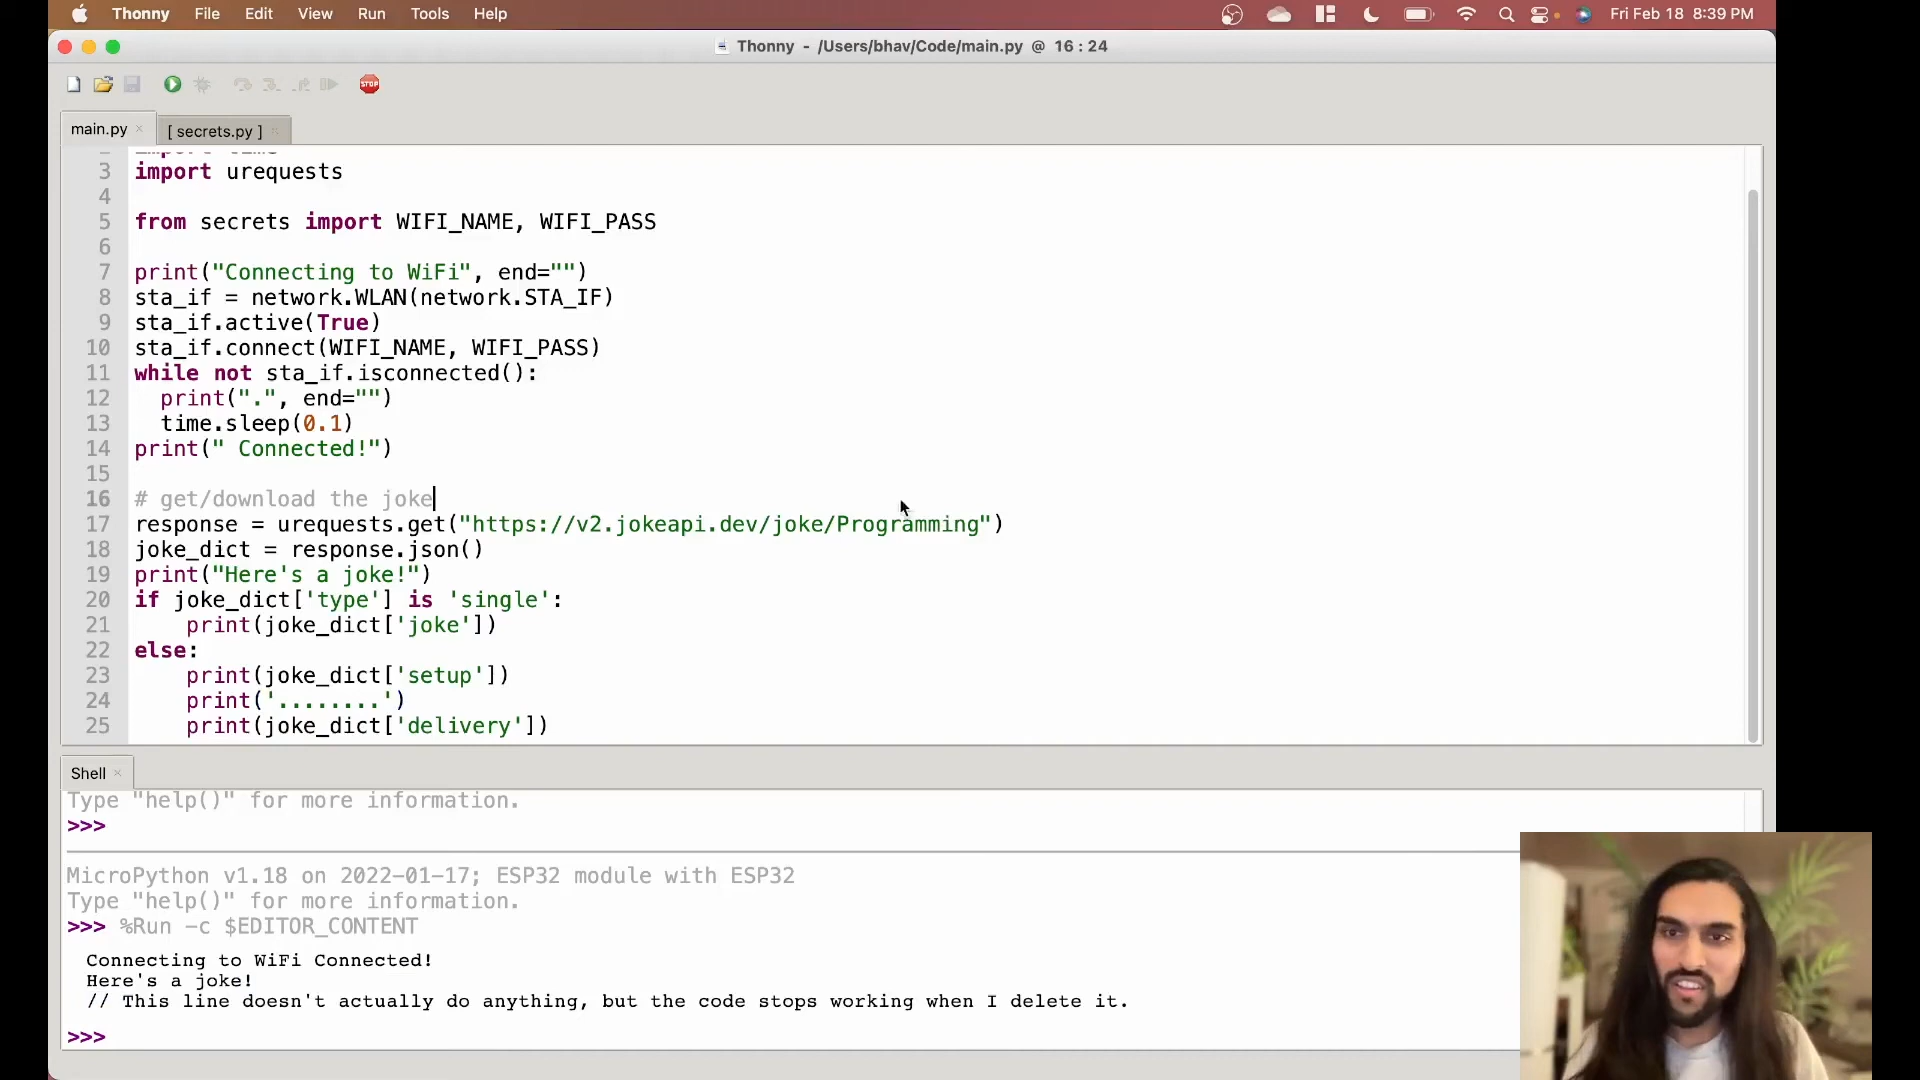 Thonny File Edit View Run Tools Help Fri Feb 18 8:39 PM
Thonny - /Users/bhav/Code/main.py @ 16 : 24
STOP
main.py × [ secrets.py ] ×
3 import urequests
4
5 from secrets import WIFI_NAME, WIFI_PASS
6
7 print("Connecting to WiFi", end="")
8 sta_if = network.WLAN(network.STA_IF)
9 sta_if.active(True)
10 sta_if.connect(WIFI_NAME, WIFI_PASS)
11 while not sta_if.isconnected():
12 print(".", end="")
13 time.sleep(0.1)
14 print(" Connected!")
15
16 # get/download the joke
17 response = urequests.get("https://v2.jokeapi.dev/joke/Programming")
18 joke_dict = response.json()
19 print("Here's a joke!")
20 if joke_dict['type'] is 'single':
21 print(joke_dict['joke'])
22 else:
23 print(joke_dict['setup'])
24 print('........')
25 print(joke_dict['delivery'])
Shell ×
Type "help()" for more information.
>>>
MicroPython v1.18 on 2022-01-17; ESP32 module with ESP32
Type "help()" for more information.
>>> %Run -c $EDITOR_CONTENT
Connecting to WiFi Connected!
Here's a joke!
// This line doesn't actually do anything, but the code stops working when I delete it.
>>>